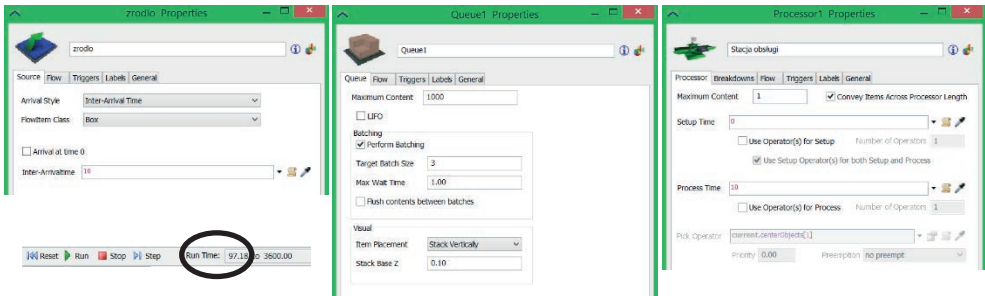 zrodlo Properties
zrodlo
Source Flow Triggers Labels General
Arrival Style Inter-Arrival Time
FlowItem Class Box
Arrival at time 0
Inter-Arrivaltime 10
Reset Run Stop Step Run Time: 97.18 to 3600.00
Queue1 Properties
Queue1
Queue Flow Triggers Labels General
Maximum Content 1000
LIFO
Batching
Perform Batching
Target Batch Size 3
Max Wait Time 1.00
Flush contents between batches
Visual
Item Placement Stack Vertically
Stack Base Z 0.10
Processor1 Properties
Stacja obsługi
Processor Breakdowns Flow Triggers Labels General
Maximum Content 1 Convey Items Across Processor Length
Setup Time 0
Use Operator(s) for Setup Number of Operators 1
Use Setup Operator(s) for both Setup and Process
Process Time 10
Use Operator(s) for Process Number of Operators 1
Pick Operator current.centerObjects[1]
Priority 0.00 Preemption no preempt